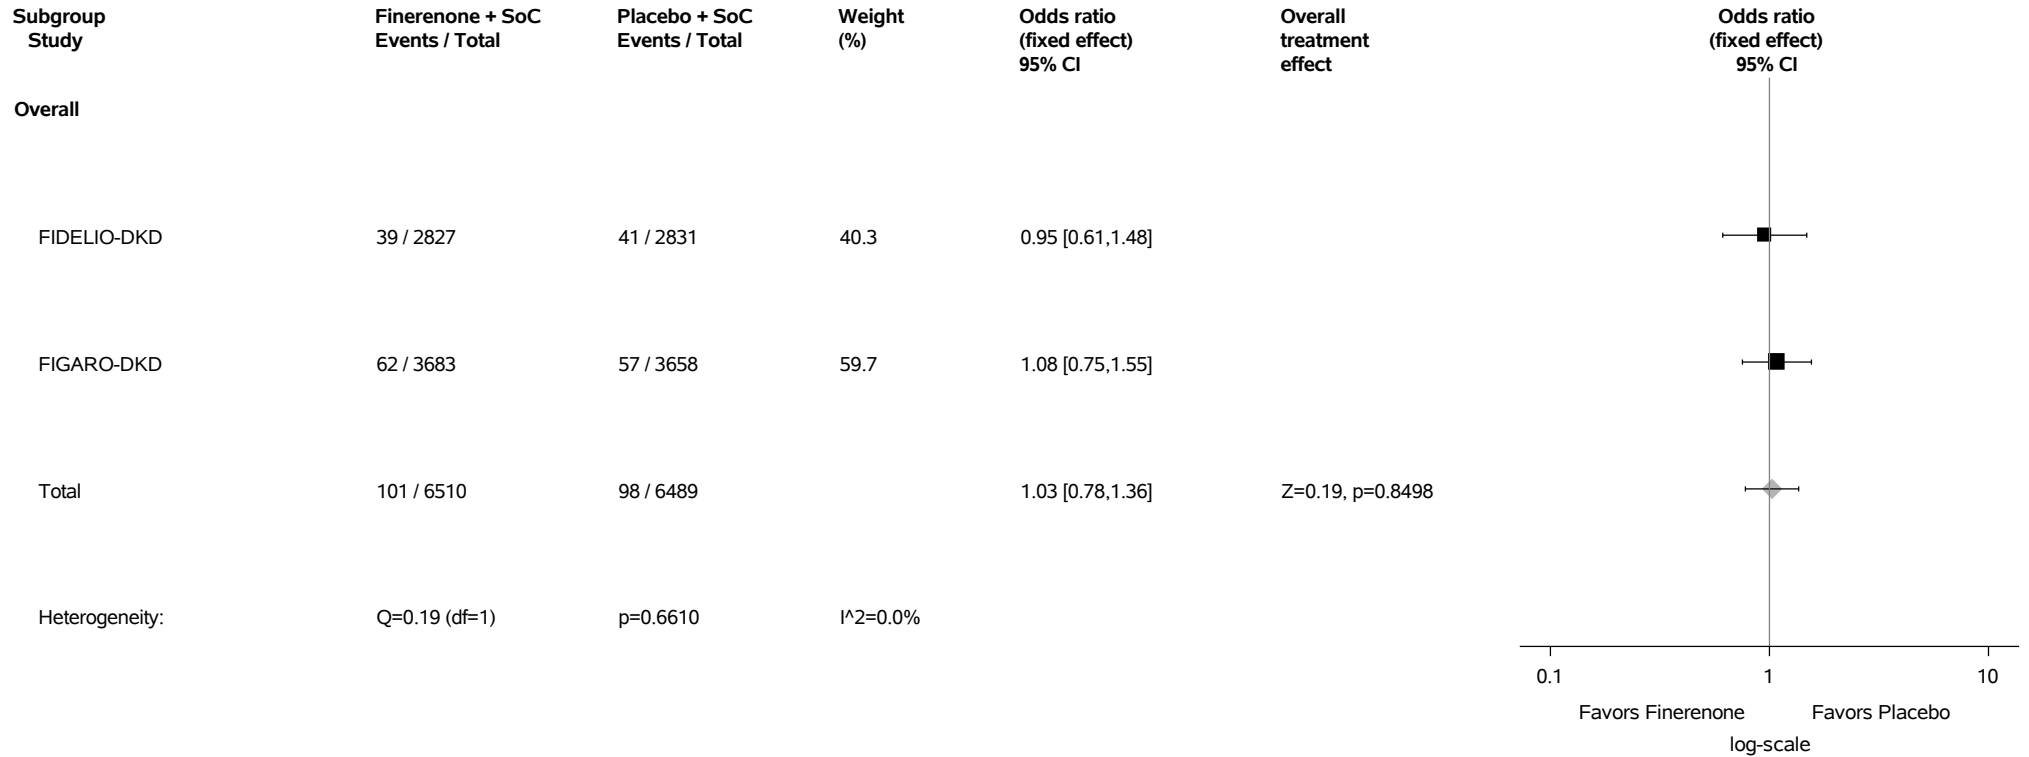 Subgroup Finerenone + SoC Placebo + SoC Weight Odds ratio Overall Odds ratio
Study Events / Total Events / Total (%) (fixed effect) treatment (fixed effect)
95% CI effect 95% CI
Overall
FIDELIO-DKD 39 / 2827 41 / 2831 40.3 0.95 [0.61,1.48]
FIGARO-DKD 62 / 3683 57 / 3658 59.7 1.08 [0.75,1.55]
Total 101 / 6510 98 / 6489 1.03 [0.78,1.36] Z=0.19, p=0.8498
Heterogeneity: Q=0.19 (df=1) p=0.6610 I^2=0.0%
0.1 1 10
Favors Finerenone Favors Placebo
log-scale